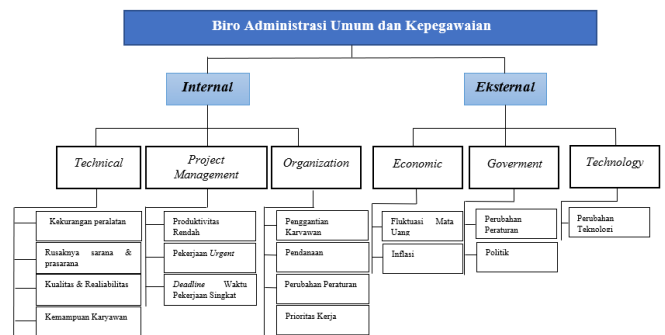 Biro Administrasi Umum dan Kepegawaian
Internal
Eksternal
Technical
Project
Management
Organization
Economic
Goverment
Technology
Kekurangan peralatan
Rusaknya sarana &
prasarana
Kualitas & Realiabilitas
Kemampuan Karyawan
Produktivitas
Rendah
Pekerjaan Urgent
Deadline Waktu
Pekerjaan Singkat
Penggantian
Karyawan
Pendanaan
Perubahan Peraturan
Prioritas Kerja
Fluktuasi Mata
Uang
Inflasi
Perubahan
Peraturan
Politik
Perubahan
Teknologi